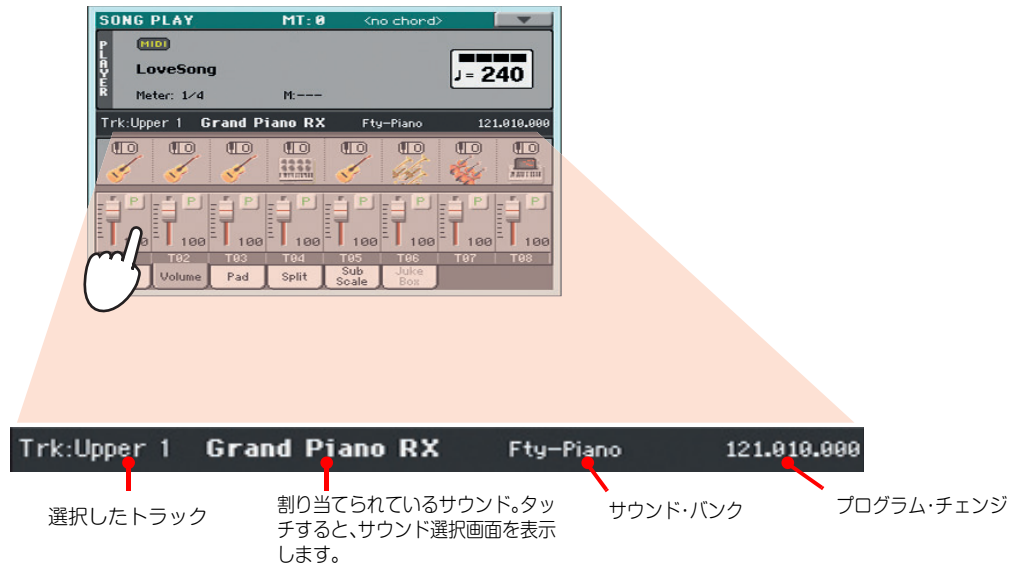 SONG PLAY MT:0 <no chord>
PLAYER
MIDI
LoveSong
♩= 240
Meter: 1/4 M:---
Trk:Upper 1 Grand Piano RX Fty-Piano 121.010.000
P P P P P P P P
100 100 100 100 100 100 100
T02 T03 T04 T05 T06 T07 T08
Volume Pad Split Sub Scale Juke Box
Trk:Upper 1 Grand Piano RX Fty-Piano 121.010.000
選択したトラック
割り当てられているサウンド。タッ
チすると、サウンド選択画面を表示
します。
サウンド・バンク
プログラム・チェンジ